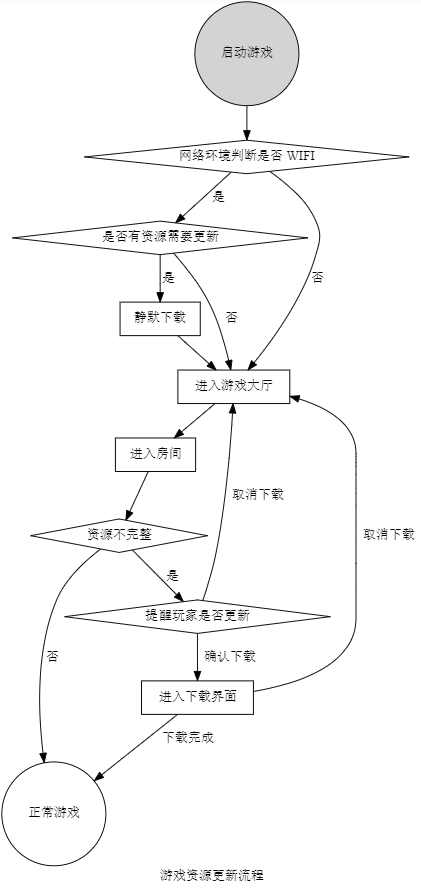 启动游戏
网络环境判断是否 WIFI
是
是否有资源需要更新
否
是
静默下载
否
进入游戏大厅
进入房间
取消下载
资源不完整
取消下载
是
提醒玩家是否更新
否
确认下载
进入下载界面
下载完成
正常游戏
游戏资源更新流程